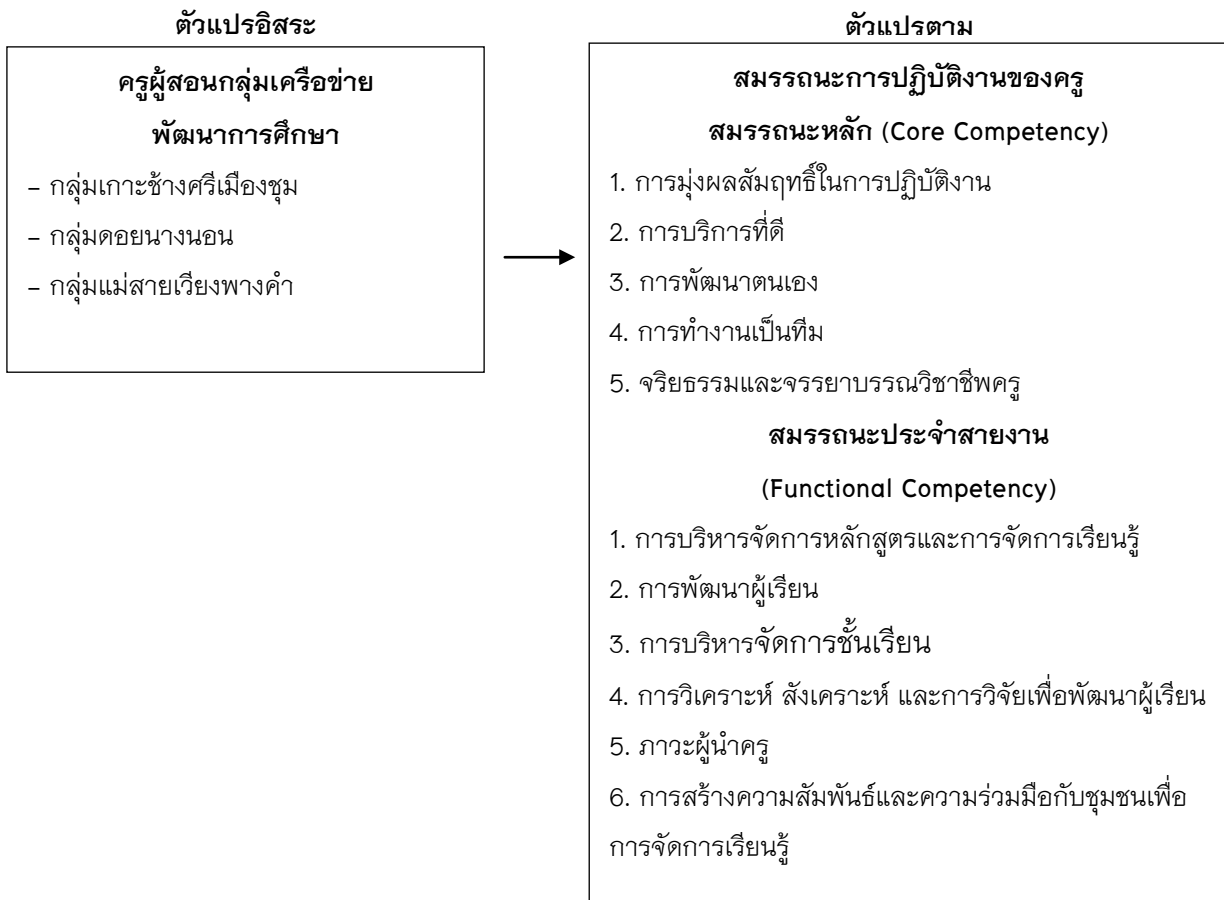 ตัวแปรอิสระ
ครูผู้สอนกลุ่มเครือข่าย
พัฒนาการศึกษา
- กลุ่มเกาะช้างศรีเมืองชุม
- กลุ่มดอยนางนอน
- กลุ่มแม่สายเวียงพางคำ
ตัวแปรตาม
สมรรถนะการปฏิบัติงานของครู
สมรรถนะหลัก (Core Competency)
1. การมุ่งผลสัมฤทธิ์ในการปฏิบัติงาน
2. การบริการที่ดี
3. การพัฒนาตนเอง
4. การทำงานเป็นทีม
5. จริยธรรมและจรรยาบรรณวิชาชีพครู
สมรรถนะประจำสายงาน
(Functional Competency)
1. การบริหารจัดการหลักสูตรและการจัดการเรียนรู้
2. การพัฒนาผู้เรียน
3. การบริหารจัดการชั้นเรียน
4. การวิเคราะห์ สังเคราะห์ และการวิจัยเพื่อพัฒนาผู้เรียน
5. ภาวะผู้นำครู
6. การสร้างความสัมพันธ์และความร่วมมือกับชุมชนเพื่อ
การจัดการเรียนรู้